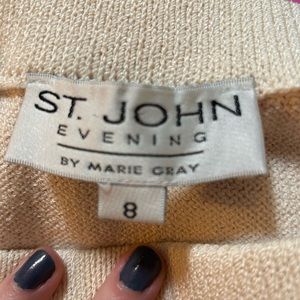 ST. JOHN
EVENING
BY MARIE GRAY
8